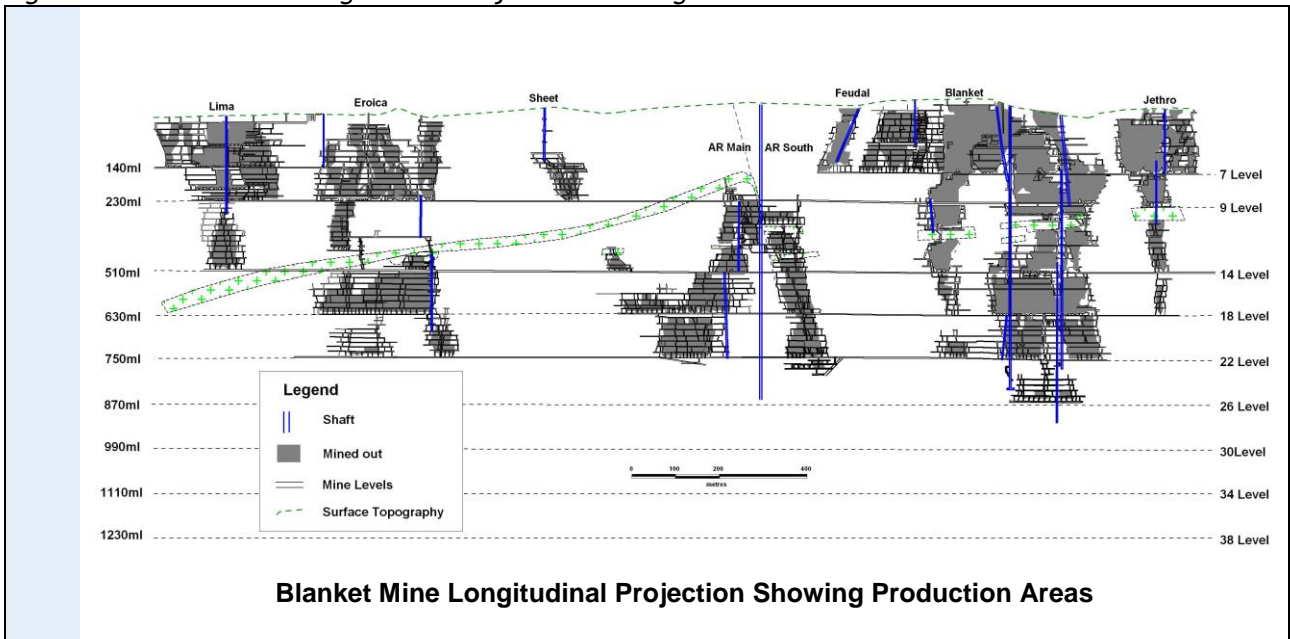 Lima
Eroica
Sheet
Feudal
Blanket
Jethro
AR Main
AR South
140ml
7 Level
230ml
9 Level
510ml
14 Level
630ml
18 Level
750ml
22 Level
870ml
26 Level
990ml
30Level
1110ml
34 Level
1230ml
38 Level
Legend
Shaft
Mined out
Mine Levels
Surface Topography
0 100 200 400
metres
Blanket Mine Longitudinal Projection Showing Production Areas